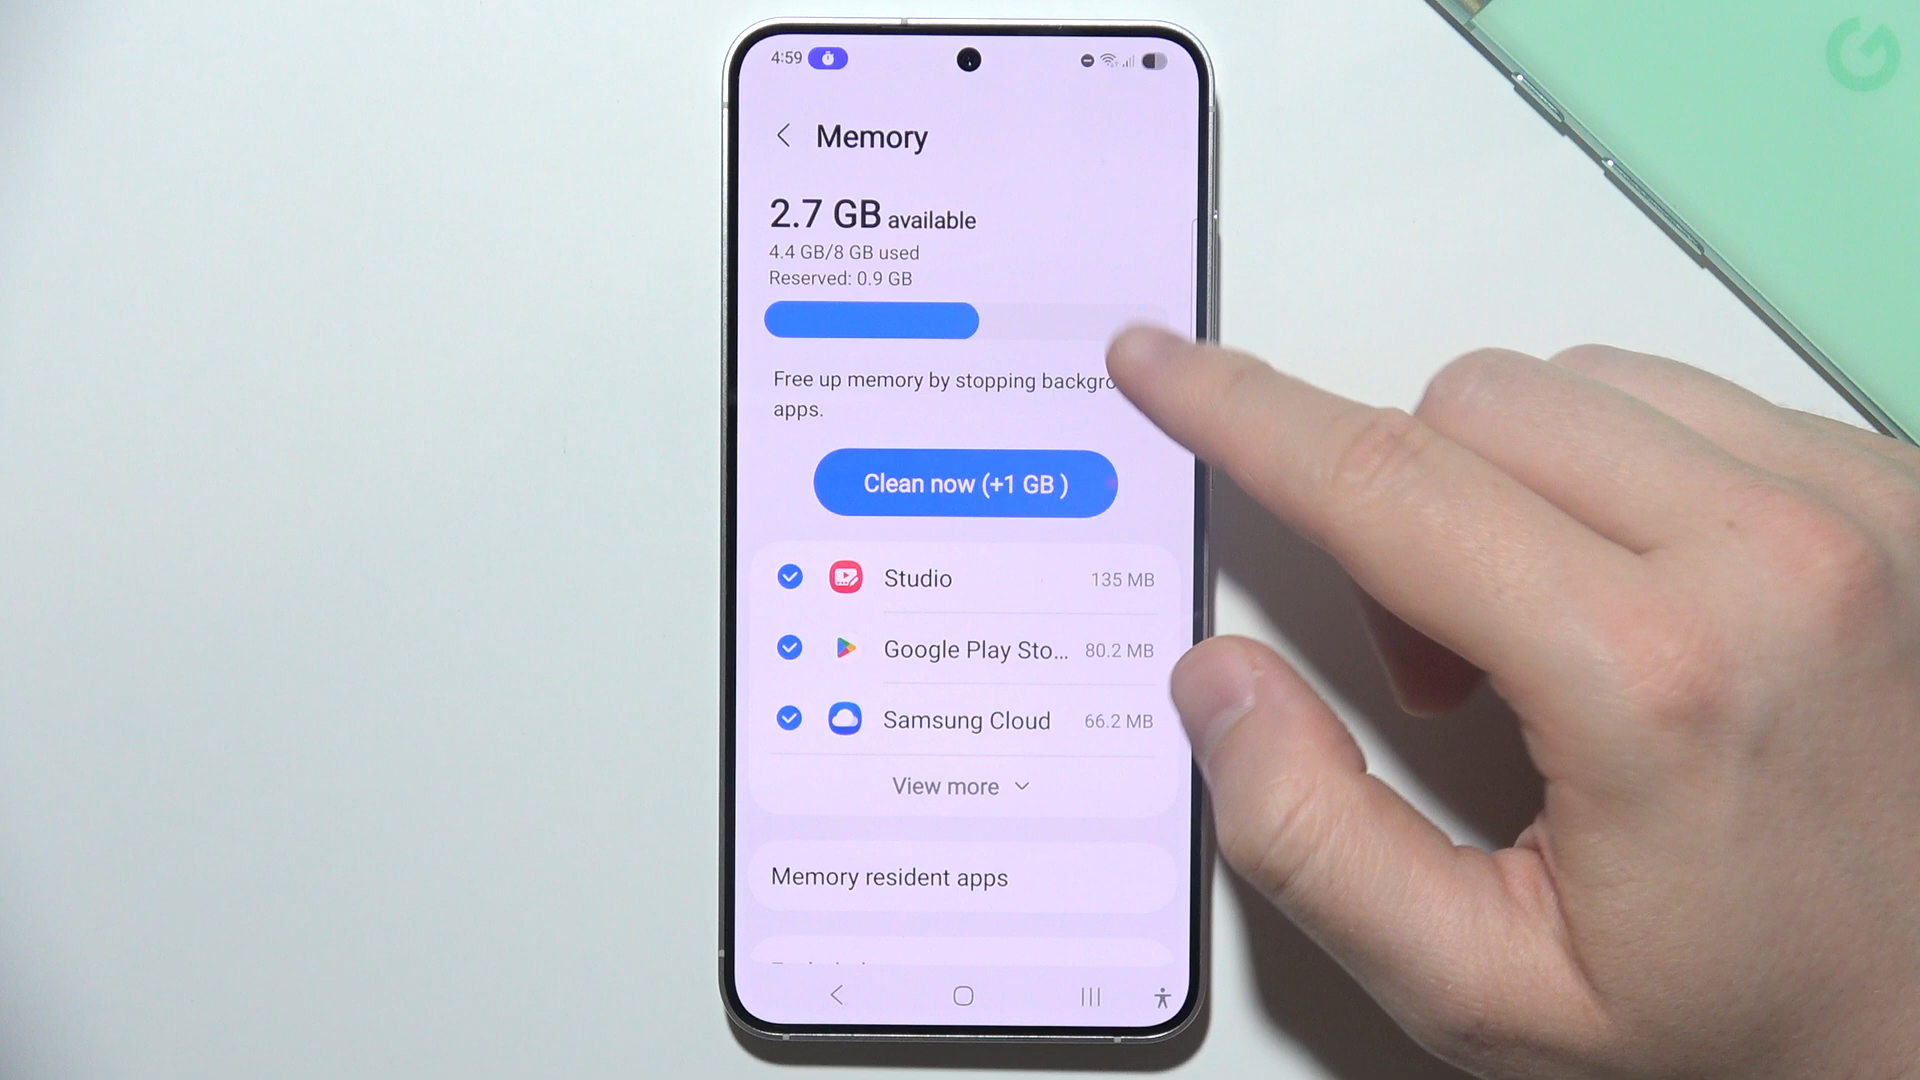 4:59
Memory
2.7 GB available
4.4 GB/8 GB used
Reserved: 0.9 GB
Free up memory by stopping backgro
apps.
Clean now (+1 GB )
Studio 135 MB
Google Play Sto... 80.2 MB
Samsung Cloud 66.2 MB
View more
Memory resident apps